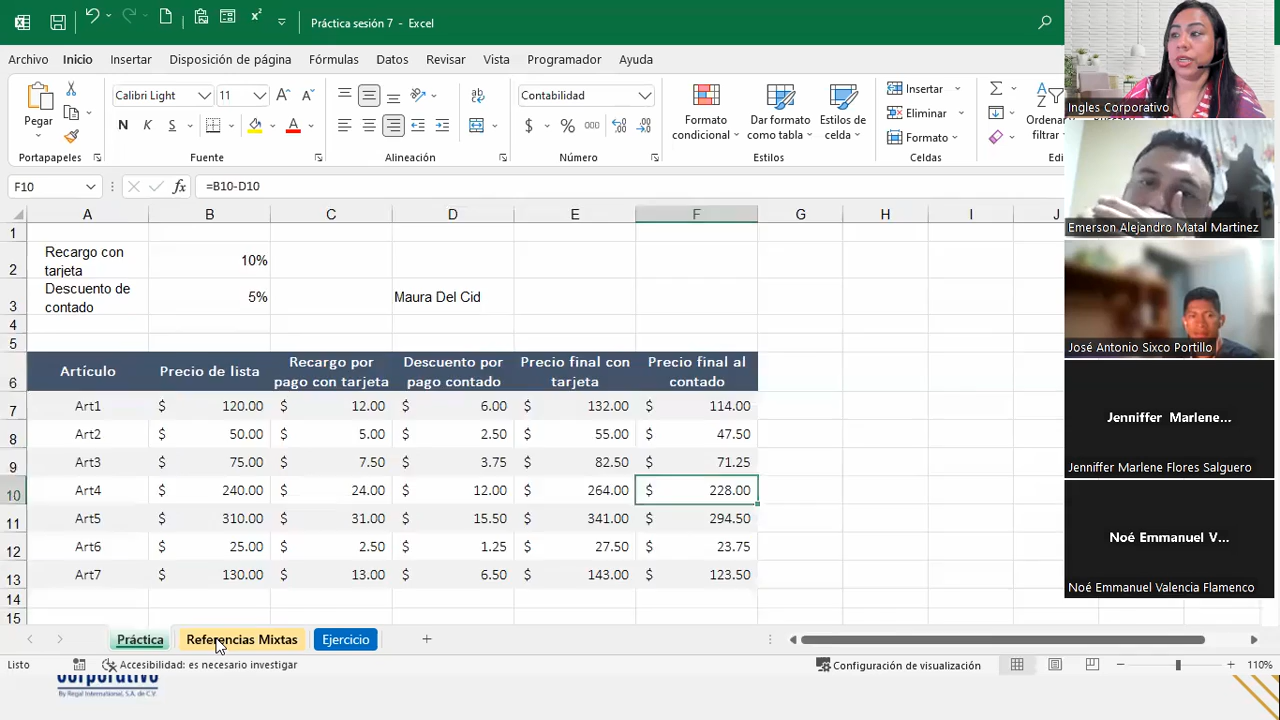 Práctica sesión 7 - Excel
Archivo Inicio Insertar Disposición de página Fórmulas Programador Ayuda
Pegar
Portapapeles
Calibri Light 11
Fuente
Alineación
$ % 000
Número
Formato condicional
Dar formato como tabla
Estilos
Insertar
Eliminar
Formato
Celdas
F10 fx =B10-D10
A B C D E F G H I J
1
2 Recargo con tarjeta 10%
3 Descuento de contado 5% Maura Del Cid
4
5
6 Artículo Precio de lista Recargo por pago con tarjeta Descuento por pago contado Precio final con tarjeta Precio final al contado
7 Art1 $ 120.00 $ 12.00 $ 6.00 $ 132.00 $ 114.00
8 Art2 $ 50.00 $ 5.00 $ 2.50 $ 55.00 $ 47.50
9 Art3 $ 75.00 $ 7.50 $ 3.75 $ 82.50 $ 71.25
10 Art4 $ 240.00 $ 24.00 $ 12.00 $ 264.00 $ 228.00
11 Art5 $ 310.00 $ 31.00 $ 15.50 $ 341.00 $ 294.50
12 Art6 $ 25.00 $ 2.50 $ 1.25 $ 27.50 $ 23.75
13 Art7 $ 130.00 $ 13.00 $ 6.50 $ 143.00 $ 123.50
14
15
Práctica Referencias Mixtas Ejercicio
Listo Accesibilidad: es necesario investigar Configuración de visualización 110%
By Regal International, S.A. de C.V.
Ingles Corporativo
Emerson Alejandro Matal Martinez
José Antonio Sixco Portillo
Jenniffer Marlene...
Jenniffer Marlene Flores Salguero
Noé Emmanuel V...
Noé Emmanuel Valencia Flamenco